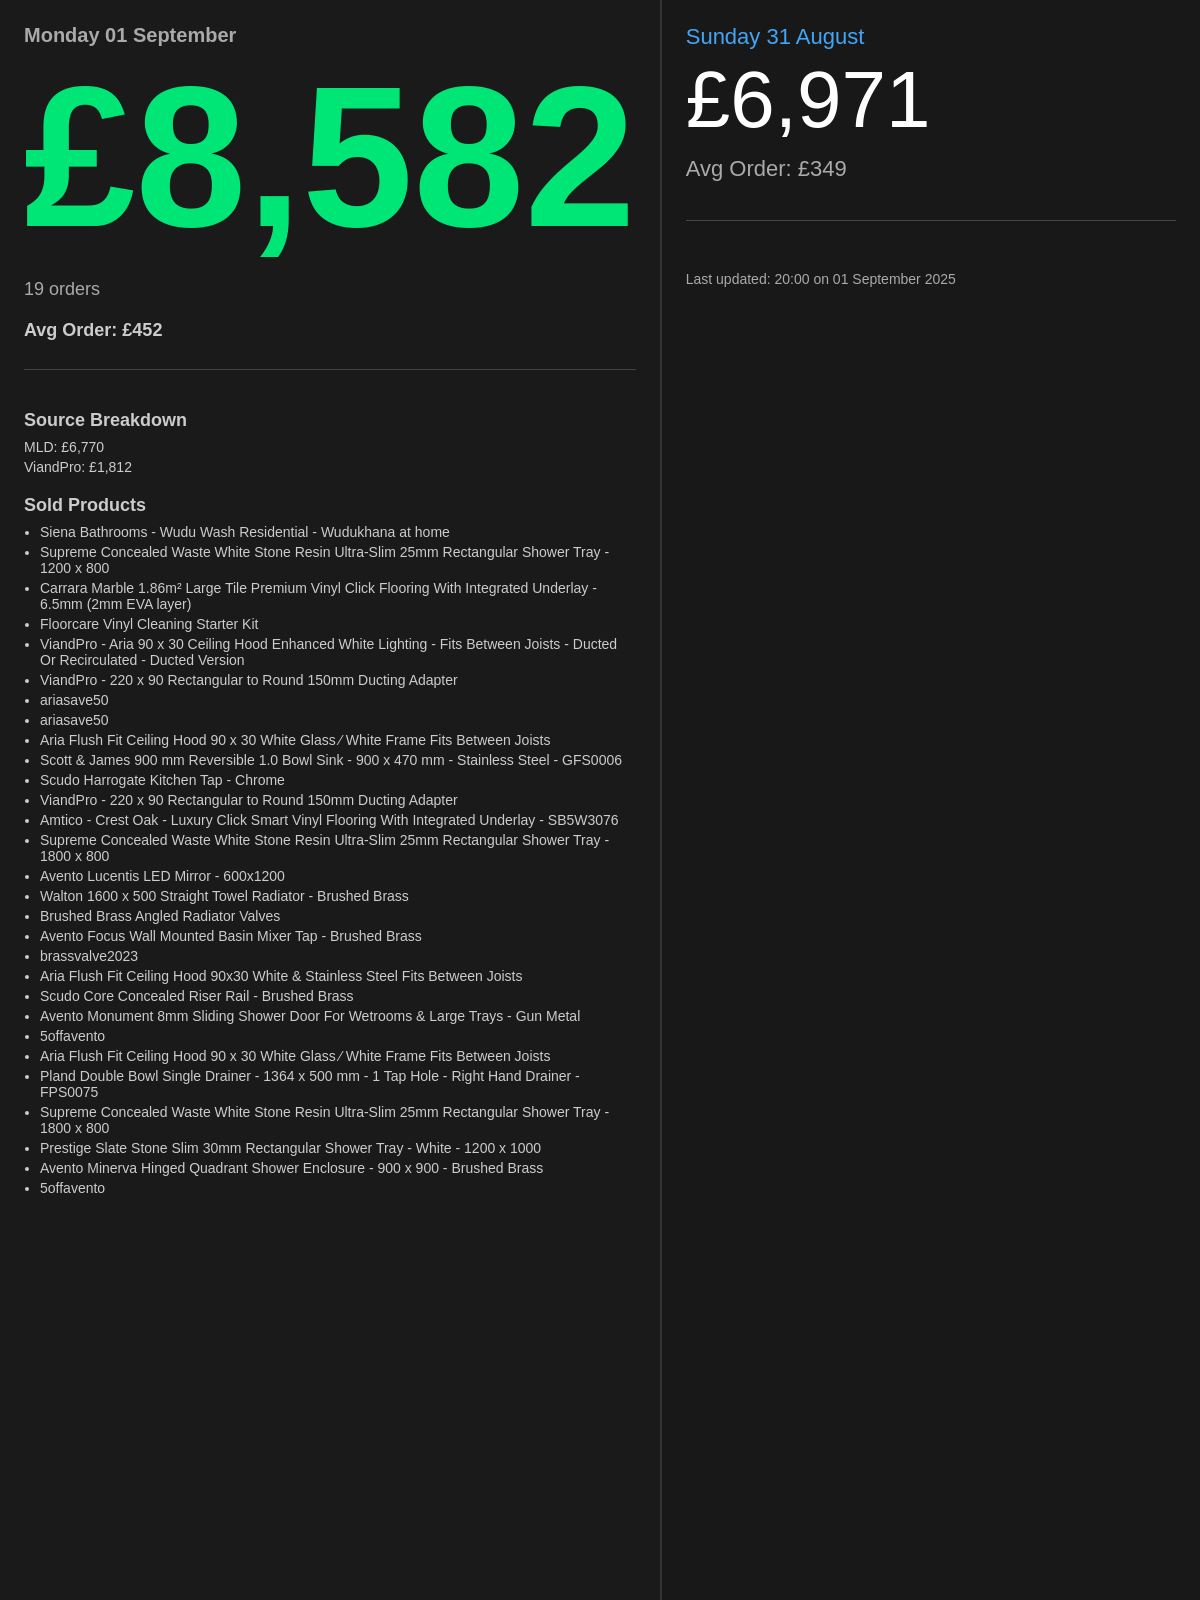 Monday 01 September
£8,582
19 orders
Avg Order: £452
Source Breakdown
MLD: £6,770
ViandPro: £1,812
Sold Products
• Siena Bathrooms - Wudu Wash Residential - Wudukhana at home
• Supreme Concealed Waste White Stone Resin Ultra-Slim 25mm Rectangular Shower Tray -
1200 x 800
• Carrara Marble 1.86m² Large Tile Premium Vinyl Click Flooring With Integrated Underlay -
6.5mm (2mm EVA layer)
• Floorcare Vinyl Cleaning Starter Kit
• ViandPro - Aria 90 x 30 Ceiling Hood Enhanced White Lighting - Fits Between Joists - Ducted
Or Recirculated - Ducted Version
• ViandPro - 220 x 90 Rectangular to Round 150mm Ducting Adapter
• ariasave50
• ariasave50
• Aria Flush Fit Ceiling Hood 90 x 30 White Glass ⁄ White Frame Fits Between Joists
• Scott & James 900 mm Reversible 1.0 Bowl Sink - 900 x 470 mm - Stainless Steel - GFS0006
• Scudo Harrogate Kitchen Tap - Chrome
• ViandPro - 220 x 90 Rectangular to Round 150mm Ducting Adapter
• Amtico - Crest Oak - Luxury Click Smart Vinyl Flooring With Integrated Underlay - SB5W3076
• Supreme Concealed Waste White Stone Resin Ultra-Slim 25mm Rectangular Shower Tray -
1800 x 800
• Avento Lucentis LED Mirror - 600x1200
• Walton 1600 x 500 Straight Towel Radiator - Brushed Brass
• Brushed Brass Angled Radiator Valves
• Avento Focus Wall Mounted Basin Mixer Tap - Brushed Brass
• brassvalve2023
• Aria Flush Fit Ceiling Hood 90x30 White & Stainless Steel Fits Between Joists
• Scudo Core Concealed Riser Rail - Brushed Brass
• Avento Monument 8mm Sliding Shower Door For Wetrooms & Large Trays - Gun Metal
• 5offavento
• Aria Flush Fit Ceiling Hood 90 x 30 White Glass ⁄ White Frame Fits Between Joists
• Pland Double Bowl Single Drainer - 1364 x 500 mm - 1 Tap Hole - Right Hand Drainer -
FPS0075
• Supreme Concealed Waste White Stone Resin Ultra-Slim 25mm Rectangular Shower Tray -
1800 x 800
• Prestige Slate Stone Slim 30mm Rectangular Shower Tray - White - 1200 x 1000
• Avento Minerva Hinged Quadrant Shower Enclosure - 900 x 900 - Brushed Brass
• 5offavento
Sunday 31 August
£6,971
Avg Order: £349
Last updated: 20:00 on 01 September 2025